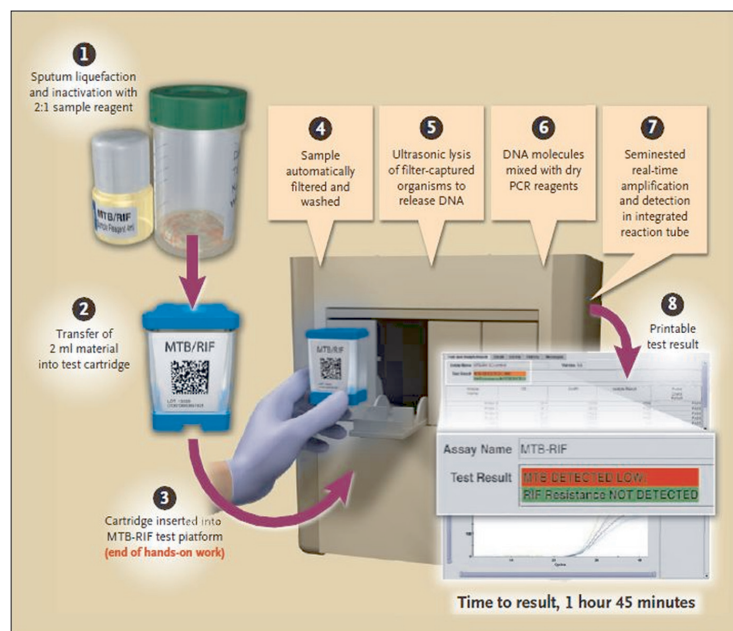 1
Sputum liquefaction
and inactivation with
2:1 sample reagent
MTB/RIF
Sample Reagent
2
Transfer of
2 ml material
into test cartridge
MTB/RIF
3
Cartridge inserted into
MTB-RIF test platform
(end of hands-on work)
4
Sample
automatically
filtered and
washed
5
Ultrasonic lysis
of filter-captured
organisms to
release DNA
6
DNA molecules
mixed with dry
PCR reagents
7
Seminested
real-time
amplification
and detection
in integrated
reaction tube
MTB/RIF
8
Printable
test result
Assay Name MTB-RIF
Test Result MTB DETECTED LOW;
RIF Resistance NOT DETECTED
Cycles
Time to result, 1 hour 45 minutes